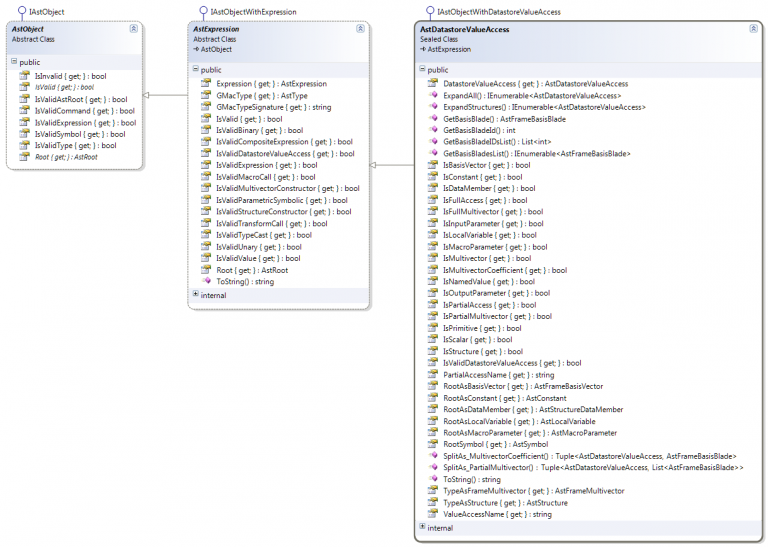 IAstObject
AstObject
Abstract Class
public
IsInvalid { get; } : bool
IsValid { get; } : bool
IsValidAstRoot { get; } : bool
IsValidCommand { get; } : bool
IsValidExpression { get; } : bool
IsValidSymbol { get; } : bool
IsValidType { get; } : bool
Root { get; } : AstRoot
IAstObjectWithExpression
AstExpression
Abstract Class
AstObject
public
Expression { get; } : AstExpression
GMacType { get; } : AstType
GMacTypeSignature { get; } : string
IsValid { get; } : bool
IsValidBinary { get; } : bool
IsValidCompositeExpression { get; } : bool
IsValidDatastoreValueAccess { get; } : bool
IsValidExpression { get; } : bool
IsValidMacroCall { get; } : bool
IsValidMultivectorConstructor { get; } : bool
IsValidParametricSymbolic { get; } : bool
IsValidStructureConstructor { get; } : bool
IsValidTransformCall { get; } : bool
IsValidTypeCast { get; } : bool
IsValidUnary { get; } : bool
IsValidValue { get; } : bool
Root { get; } : AstRoot
ToString() : string
internal
IAstObjectWithDatastoreValueAccess
AstDatastoreValueAccess
Sealed Class
AstExpression
public
DatastoreValueAccess { get; } : AstDatastoreValueAccess
ExpandAll() : IEnumerable<AstDatastoreValueAccess>
ExpandStructures() : IEnumerable<AstDatastoreValueAccess>
GetBasisBlade() : AstFrameBasisBlade
GetBasisBladeId() : int
GetBasisBladeIDsList() : List<int>
GetBasisBladesList() : IEnumerable<AstFrameBasisBlade>
IsBasisVector { get; } : bool
IsConstant { get; } : bool
IsDataMember { get; } : bool
IsFullAccess { get; } : bool
IsFullMultivector { get; } : bool
IsInputParameter { get; } : bool
IsLocalVariable { get; } : bool
IsMacroParameter { get; } : bool
IsMultivector { get; } : bool
IsMultivectorCoefficient { get; } : bool
IsNamedValue { get; } : bool
IsOutputParameter { get; } : bool
IsPartialAccess { get; } : bool
IsPartialMultivector { get; } : bool
IsPrimitive { get; } : bool
IsScalar { get; } : bool
IsStructure { get; } : bool
IsValidDatastoreValueAccess { get; } : bool
PartialAccessName { get; } : string
RootAsBasisVector { get; } : AstFrameBasisVector
RootAsConstant { get; } : AstConstant
RootAsDataMember { get; } : AstStructureDataMember
RootAsLocalVariable { get; } : AstLocalVariable
RootAsMacroParameter { get; } : AstMacroParameter
RootSymbol { get; } : AstSymbol
SplitAs_MultivectorCoefficient() : Tuple<AstDatastoreValueAccess, AstFrameBasisBlade>
SplitAs_PartialMultivector() : Tuple<AstDatastoreValueAccess, List<AstFrameBasisBlade>>
ToString() : string
TypeAsFrameMultivector { get; } : AstFrameMultivector
TypeAsStructure { get; } : AstStructure
ValueAccessName { get; } : string
internal